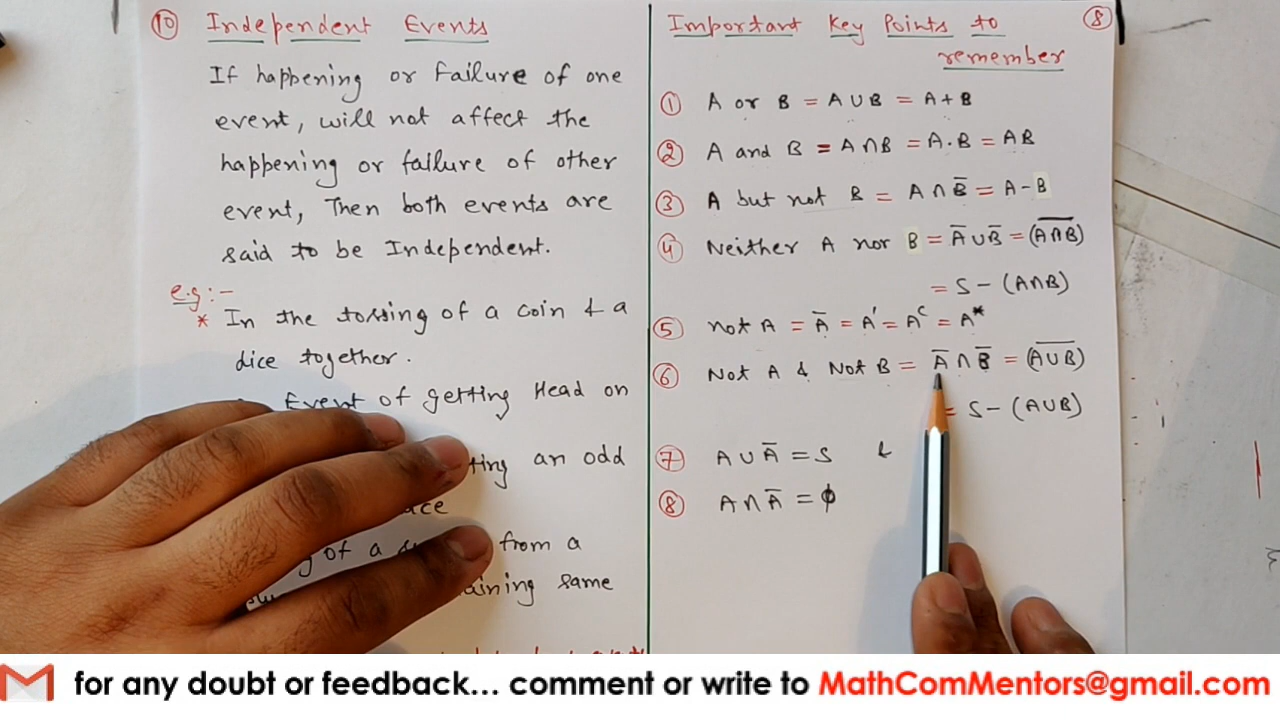 ⑩ Independent Events
If happening or Failure of one
event, will not affect the
happening or failure of other
event, Then both events are
said to be Independent.
e.g:-
* In the tossing of a coin & a
dice together.
Event of getting Head on
an odd
of a
from a
same
⑧
Important Key Points to
remember
① A or B = A ∪ B = A + B
② A and B = A ∩ B = A . B = AB
③ A but not B = A ∩ B̅ = A - B
④ Neither A nor B = A̅ ∪ B̅ = (A̅ ̅∩̅ ̅B̅)
= S - (A∩B)
⑤ not A = A̅ = A' = Aᶜ = A*
⑥ Not A & Not B = A̅ ∩ B̅ = (A̅ ̅∪̅ ̅B̅)
= S - (A∪B)
⑦ A ∪ A̅ = S &
⑧ A ∩ A̅ = ϕ
for any doubt or feedback... comment or write to MathComMentors@gmail.com